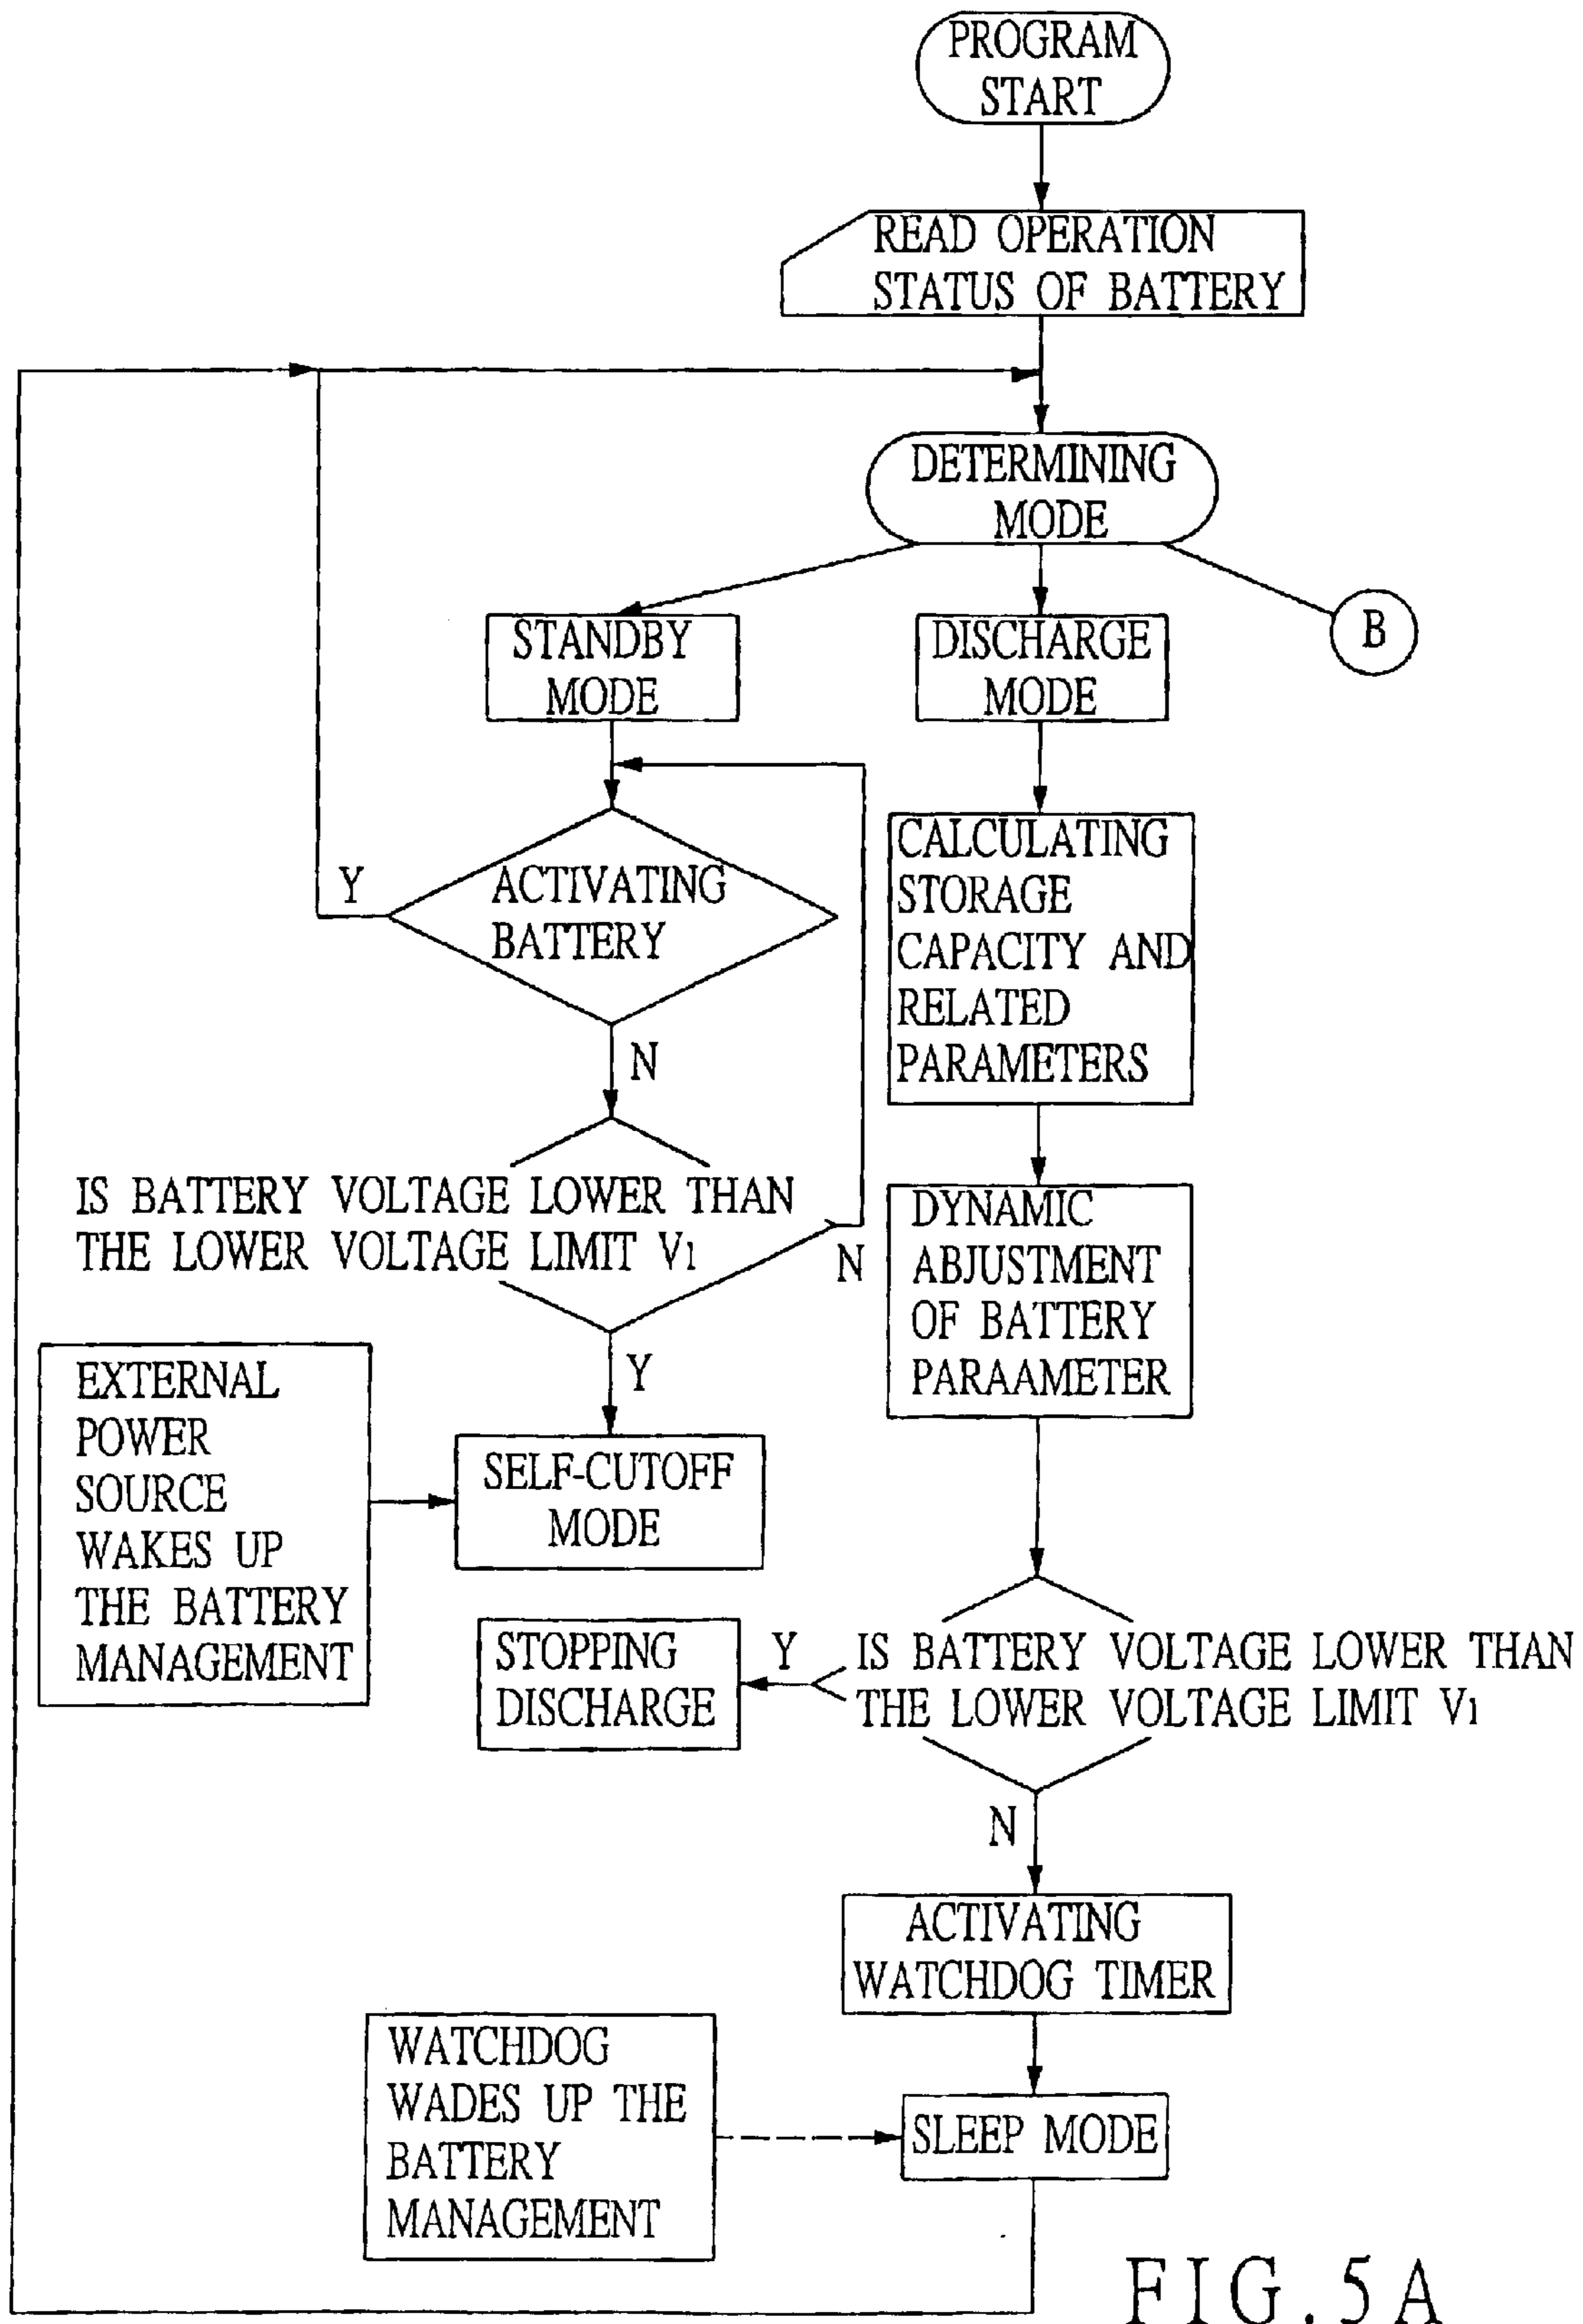 PROGRAM
START
READ OPERATION
STATUS OF BATTERY
DETERMINING
MODE
STANDBY
MODE
DISCHARGE
MODE
B
Y
ACTIVATING
BATTERY
N
CALCULATING
STORAGE
CAPACITY AND
RELATED
PARAMETERS
IS BATTERY VOLTAGE LOWER THAN
THE LOWER VOLTAGE LIMIT V1
N
Y
DYNAMIC
ABJUSTMENT
OF BATTERY
PARAAMETER
EXTERNAL
POWER
SOURCE
WAKES UP
THE BATTERY
MANAGEMENT
SELF-CUTOFF
MODE
STOPPING
DISCHARGE
Y
IS BATTERY VOLTAGE LOWER THAN
THE LOWER VOLTAGE LIMIT V1
N
ACTIVATING
WATCHDOG TIMER
WATCHDOG
WADES UP THE
BATTERY
MANAGEMENT
SLEEP MODE
FIG.5A